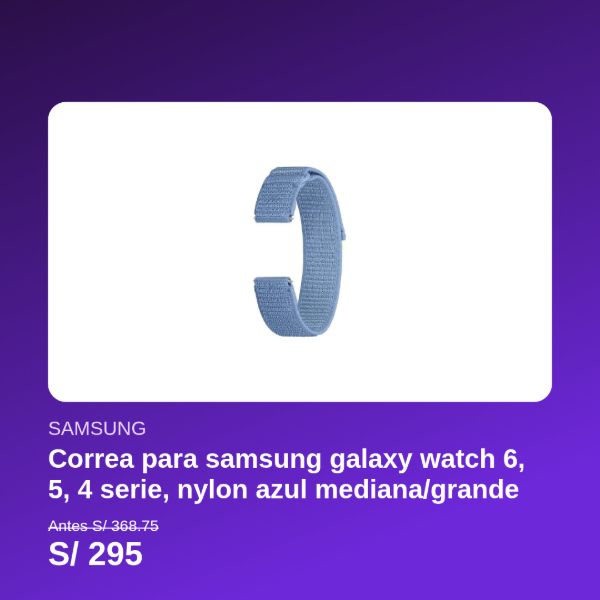 SAMSUNG
Correa para samsung galaxy watch 6,
5, 4 serie, nylon azul mediana/grande
Antes S/ 368.75
S/ 295